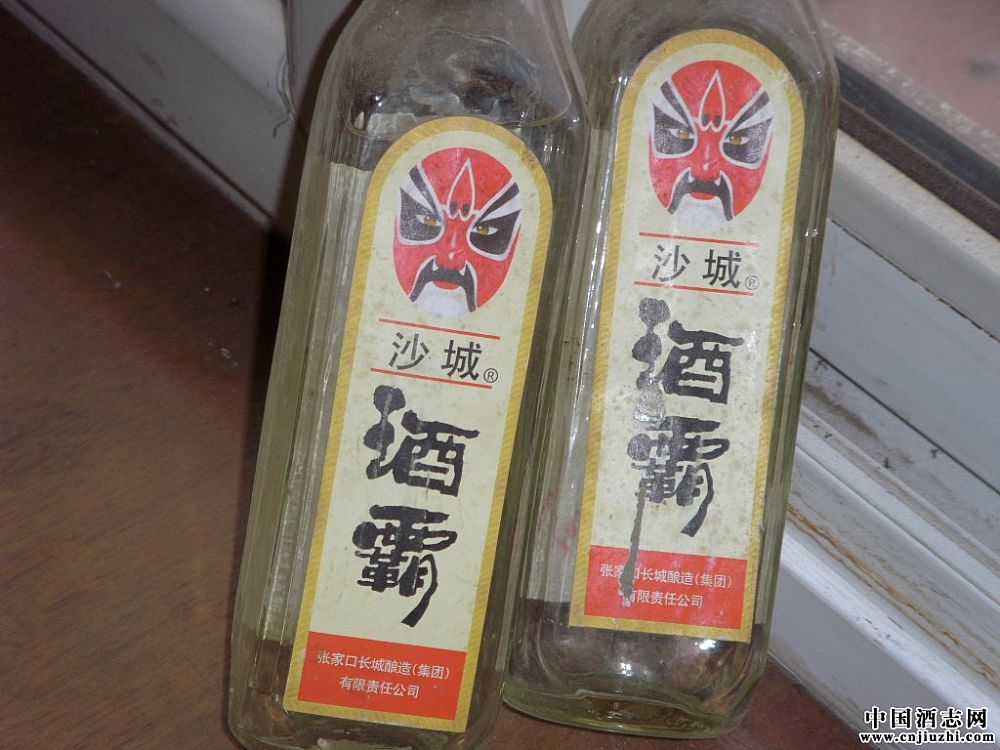 沙城®
酒霸
张家口长城酿造(集团)
有限责任公司
沙城®
酒霸
张家口长城酿造(集团)
有限责任公司
中国酒志网
www.cnjiuzhi.com